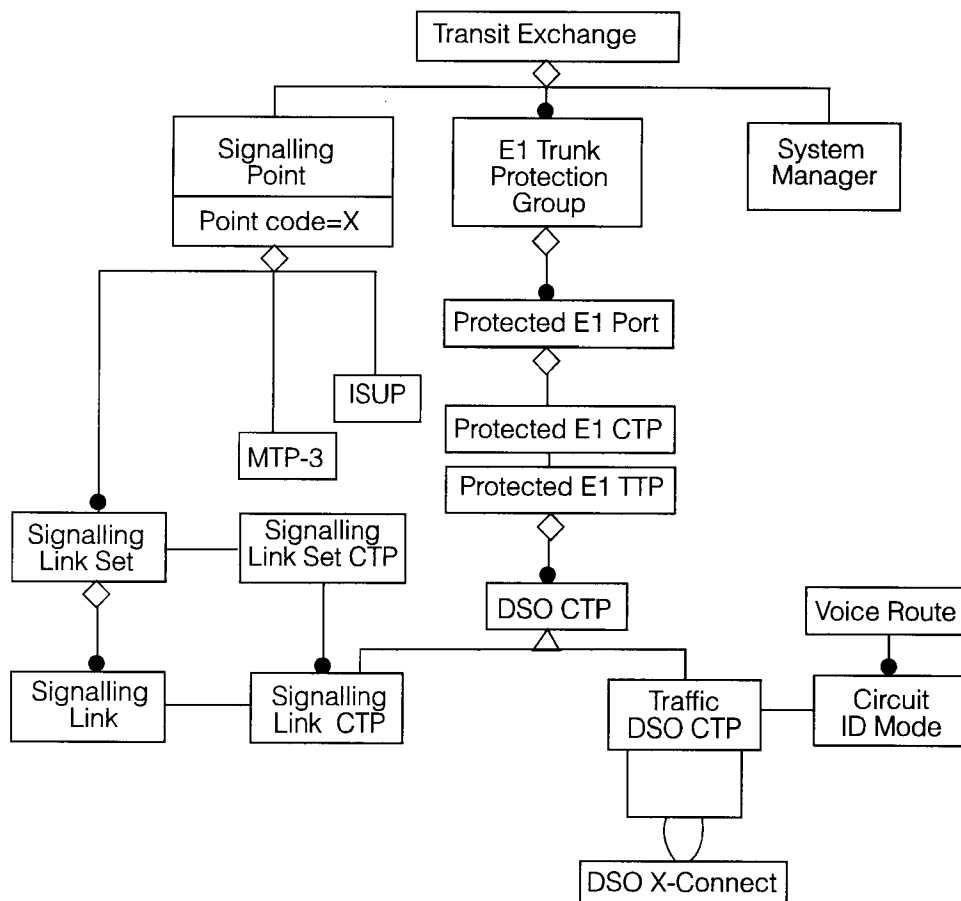 Transit Exchange
Signalling
Point
Point code=X
E1 Trunk
Protection
Group
System
Manager
Protected E1 Port
ISUP
MTP-3
Protected E1 CTP
Protected E1 TTP
Signalling
Link Set
Signalling
Link Set CTP
DSO CTP
Voice Route
Signalling
Link
Signalling
Link CTP
Traffic
DSO CTP
Circuit
ID Mode
DSO X-Connect